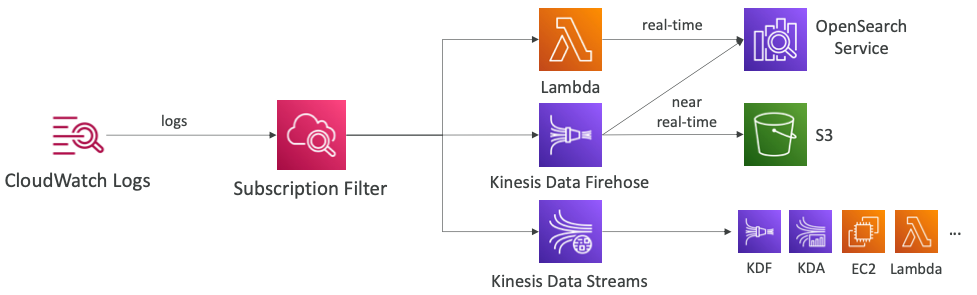 CloudWatch Logs
logs
Subscription Filter
Lambda
real-time
OpenSearch
Service
Kinesis Data Firehose
near
real-time
S3
Kinesis Data Streams
KDF
KDA
EC2
Lambda
...